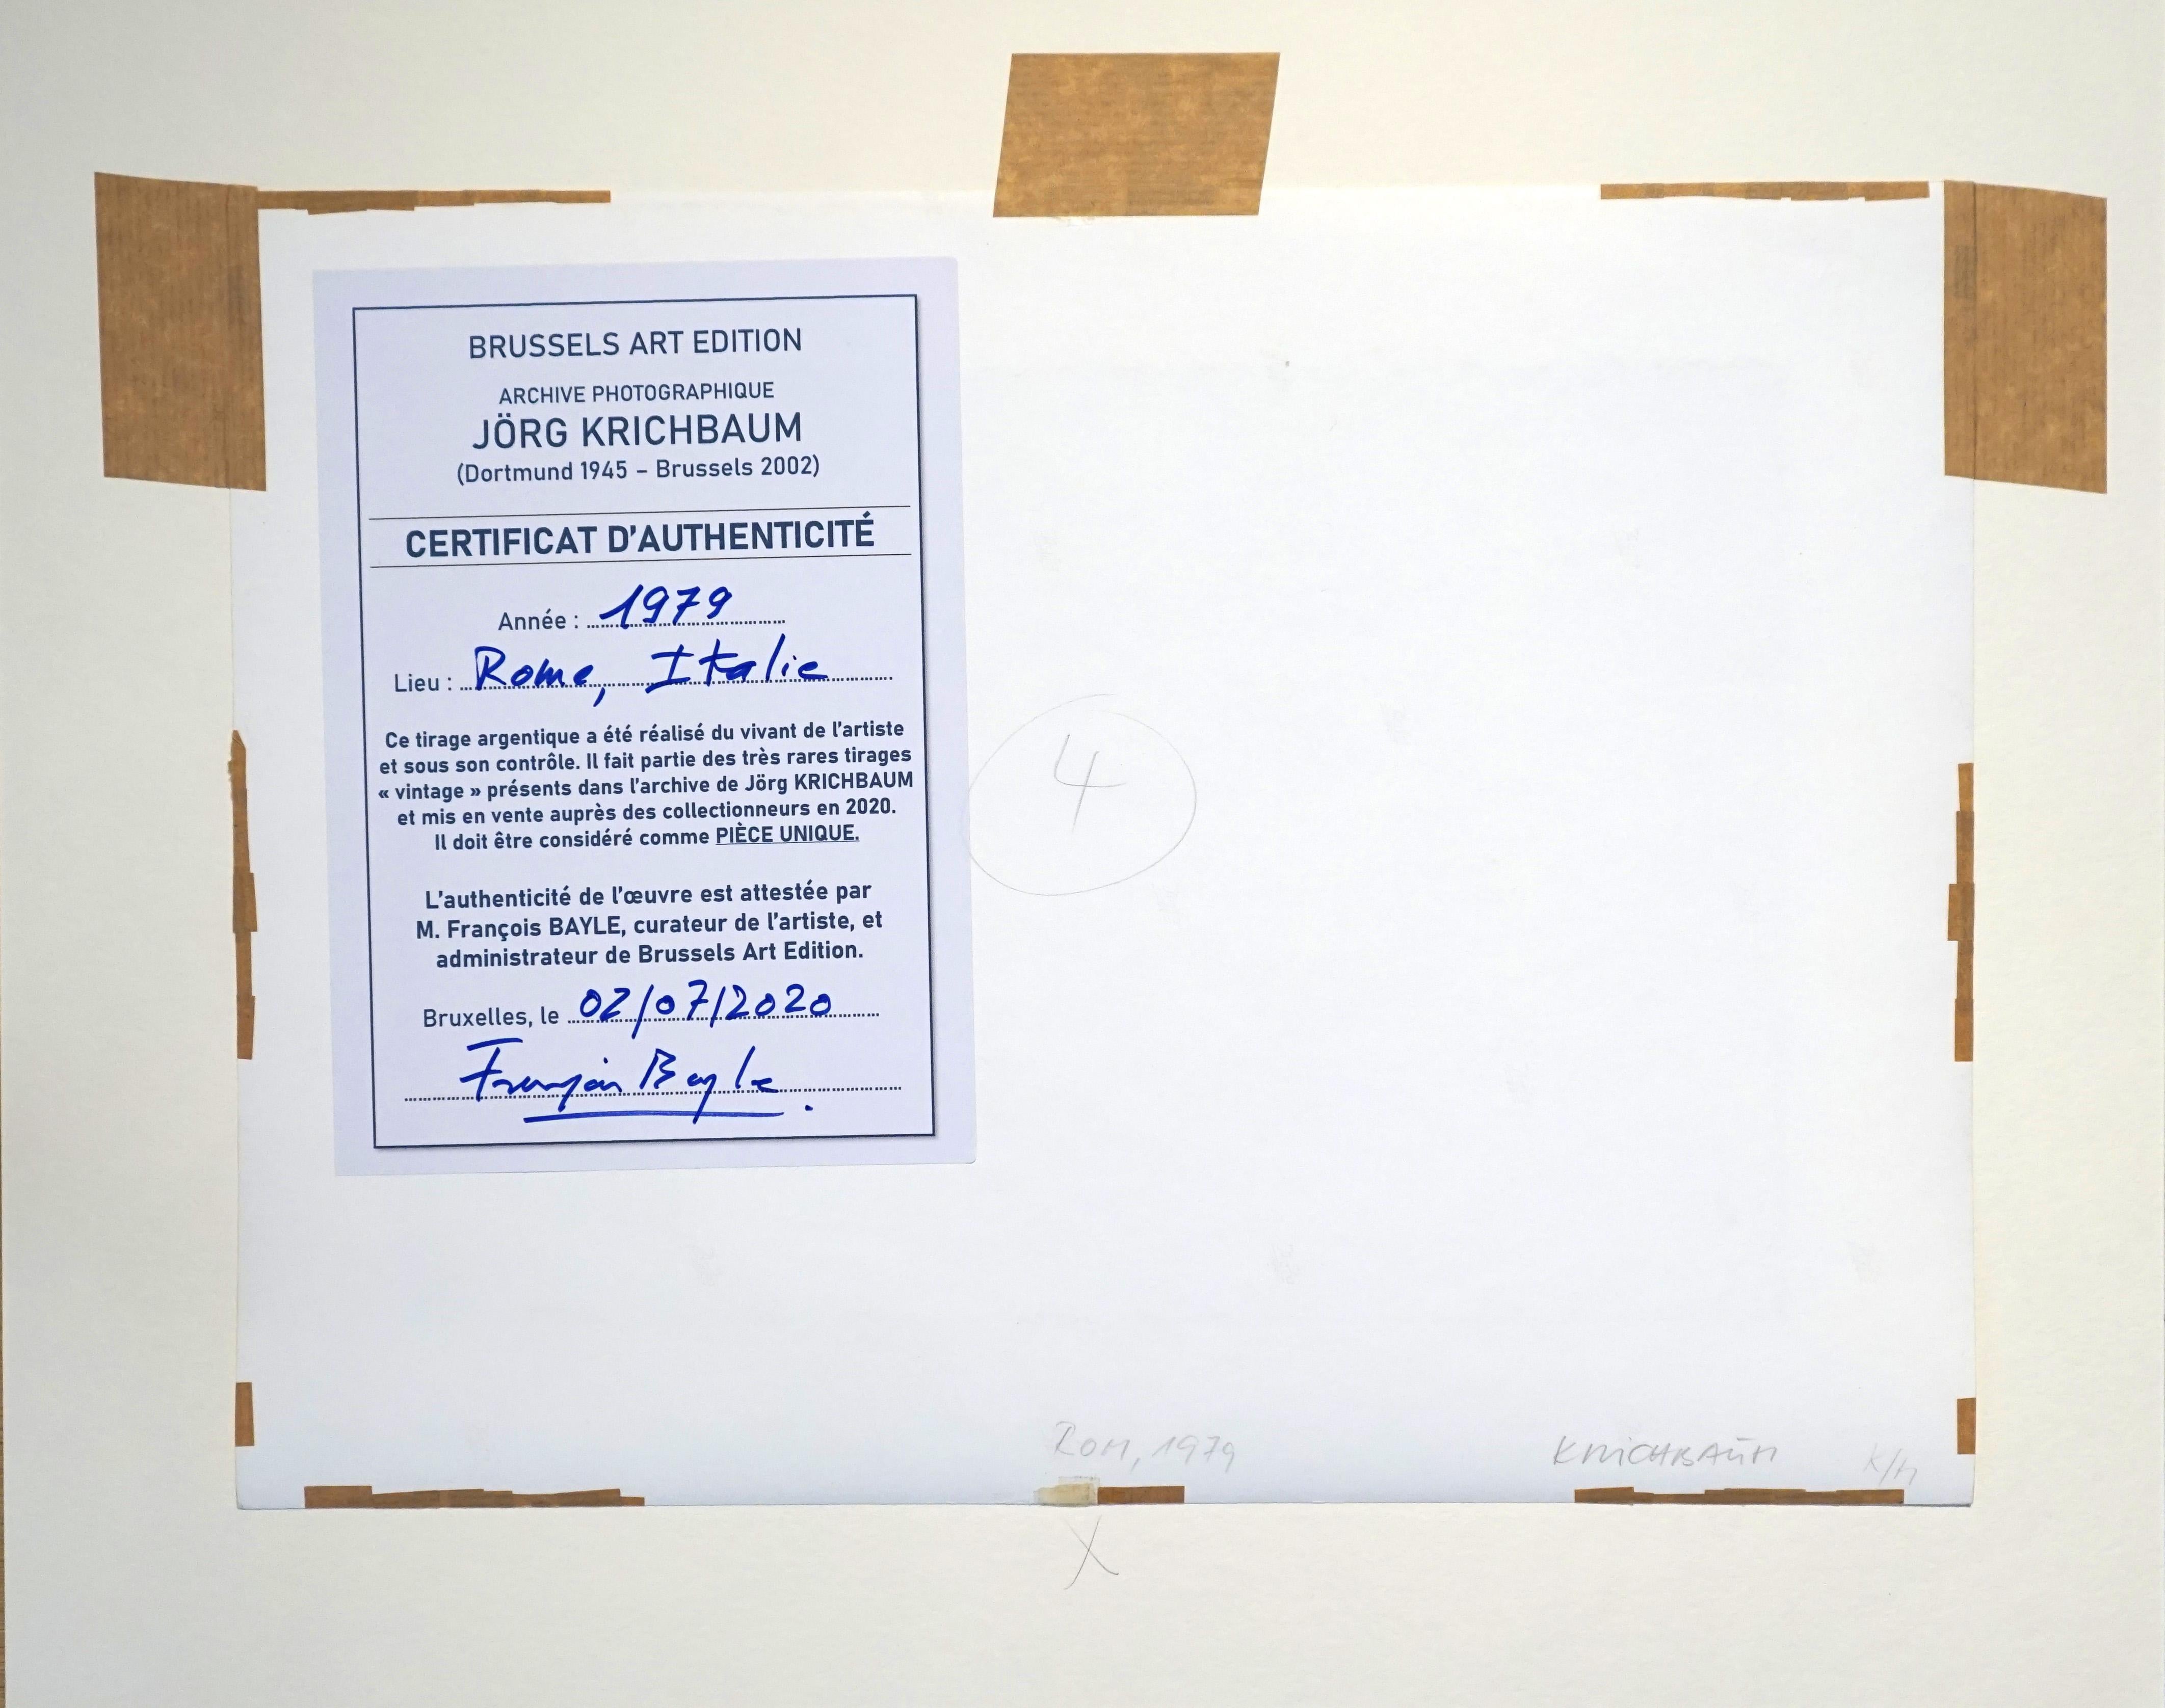 BRUSSELS ART EDITION
ARCHIVE PHOTOGRAPHIQUE
JÖRG KRICHBAUM
(Dortmund 1945 – Brussels 2002)
CERTIFICAT D'AUTHENTICITÉ
Année : 1979
Lieu : Rome, Italie
Ce tirage argentique a été réalisé du vivant de l'artiste
et sous son contrôle. Il fait partie des très rares tirages
« vintage » présents dans l'archive de Jörg KRICHBAUM
et mis en vente auprès des collectionneurs en 2020.
Il doit être considéré comme PIÈCE UNIQUE.
L'authenticité de l'œuvre est attestée par
M. François BAYLE, curateur de l'artiste, et
administrateur de Brussels Art Edition.
Bruxelles, le 02/07/2020
François Bayle
4
ROM, 1979
KRICHBAUM
X